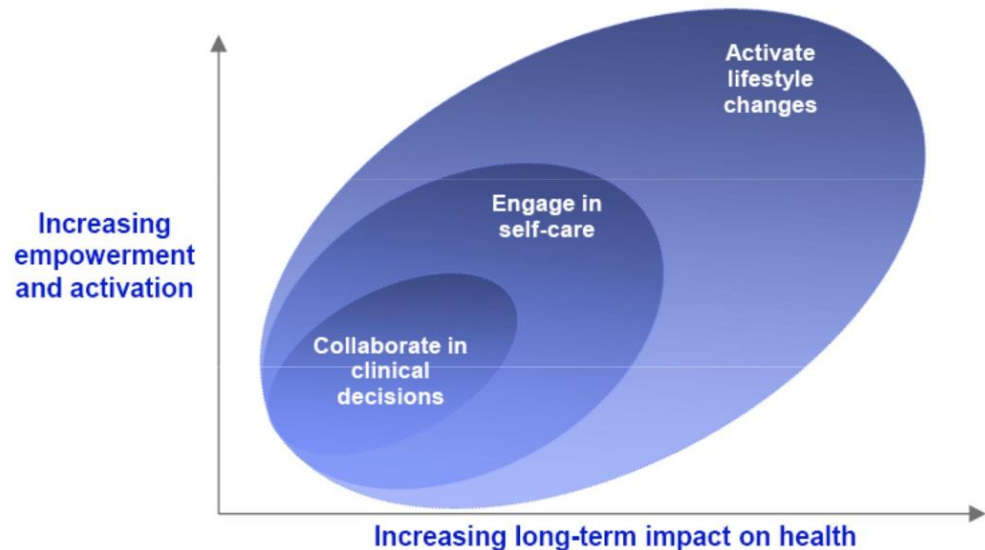 Activate
lifestyle
changes
Engage in
self-care
Increasing
empowerment
and activation
Collaborate in
clinical
decisions
Increasing long-term impact on health